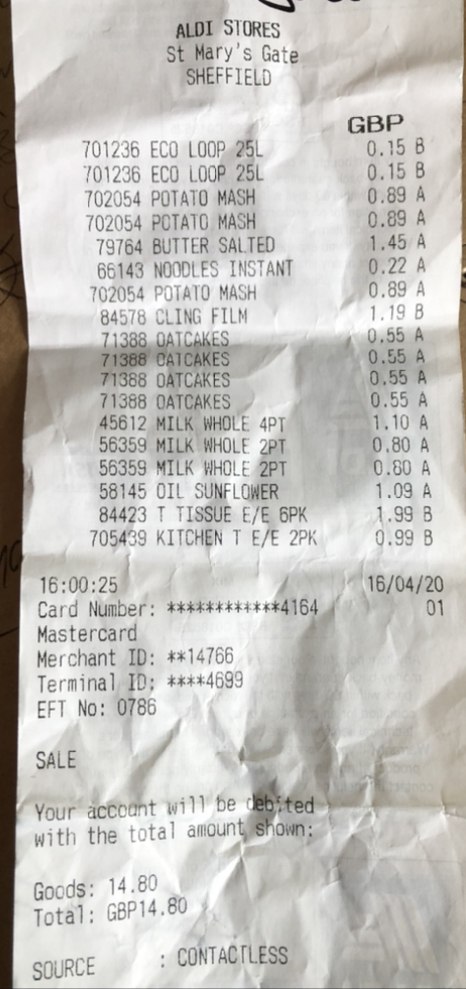 ALDI STORES
St Mary's Gate
SHEFFIELD
GBP
701236 ECO LOOP 25L 0.15 B
701236 ECO LOOP 25L 0.15 B
702054 POTATO MASH 0.89 A
702054 POTATO MASH 0.89 A
79764 BUTTER SALTED 1.45 A
66143 NOODLES INSTANT 0.22 A
702054 POTATO MASH 0.89 A
84578 CLING FILM 1.19 B
71388 OATCAKES 0.55 A
71388 OATCAKES 0.55 A
71388 OATCAKES 0.55 A
71388 OATCAKES 0.55 A
45612 MILK WHOLE 4PT 1.10 A
56359 MILK WHOLE 2PT 0.80 A
56359 MILK WHOLE 2PT 0.80 A
58145 OIL SUNFLOWER 1.09 A
84423 T TISSUE E/E 6PK 1.99 B
705439 KITCHEN T E/E 2PK 0.99 B
16:00:25 16/04/20
Card Number: ************4164 01
Mastercard
Merchant ID: **14766
Terminal ID: ****4699
EFT No: 0786
SALE
Your account will be debited
with the total amount shown:
Goods: 14.80
Total: GBP14.80
SOURCE : CONTACTLESS